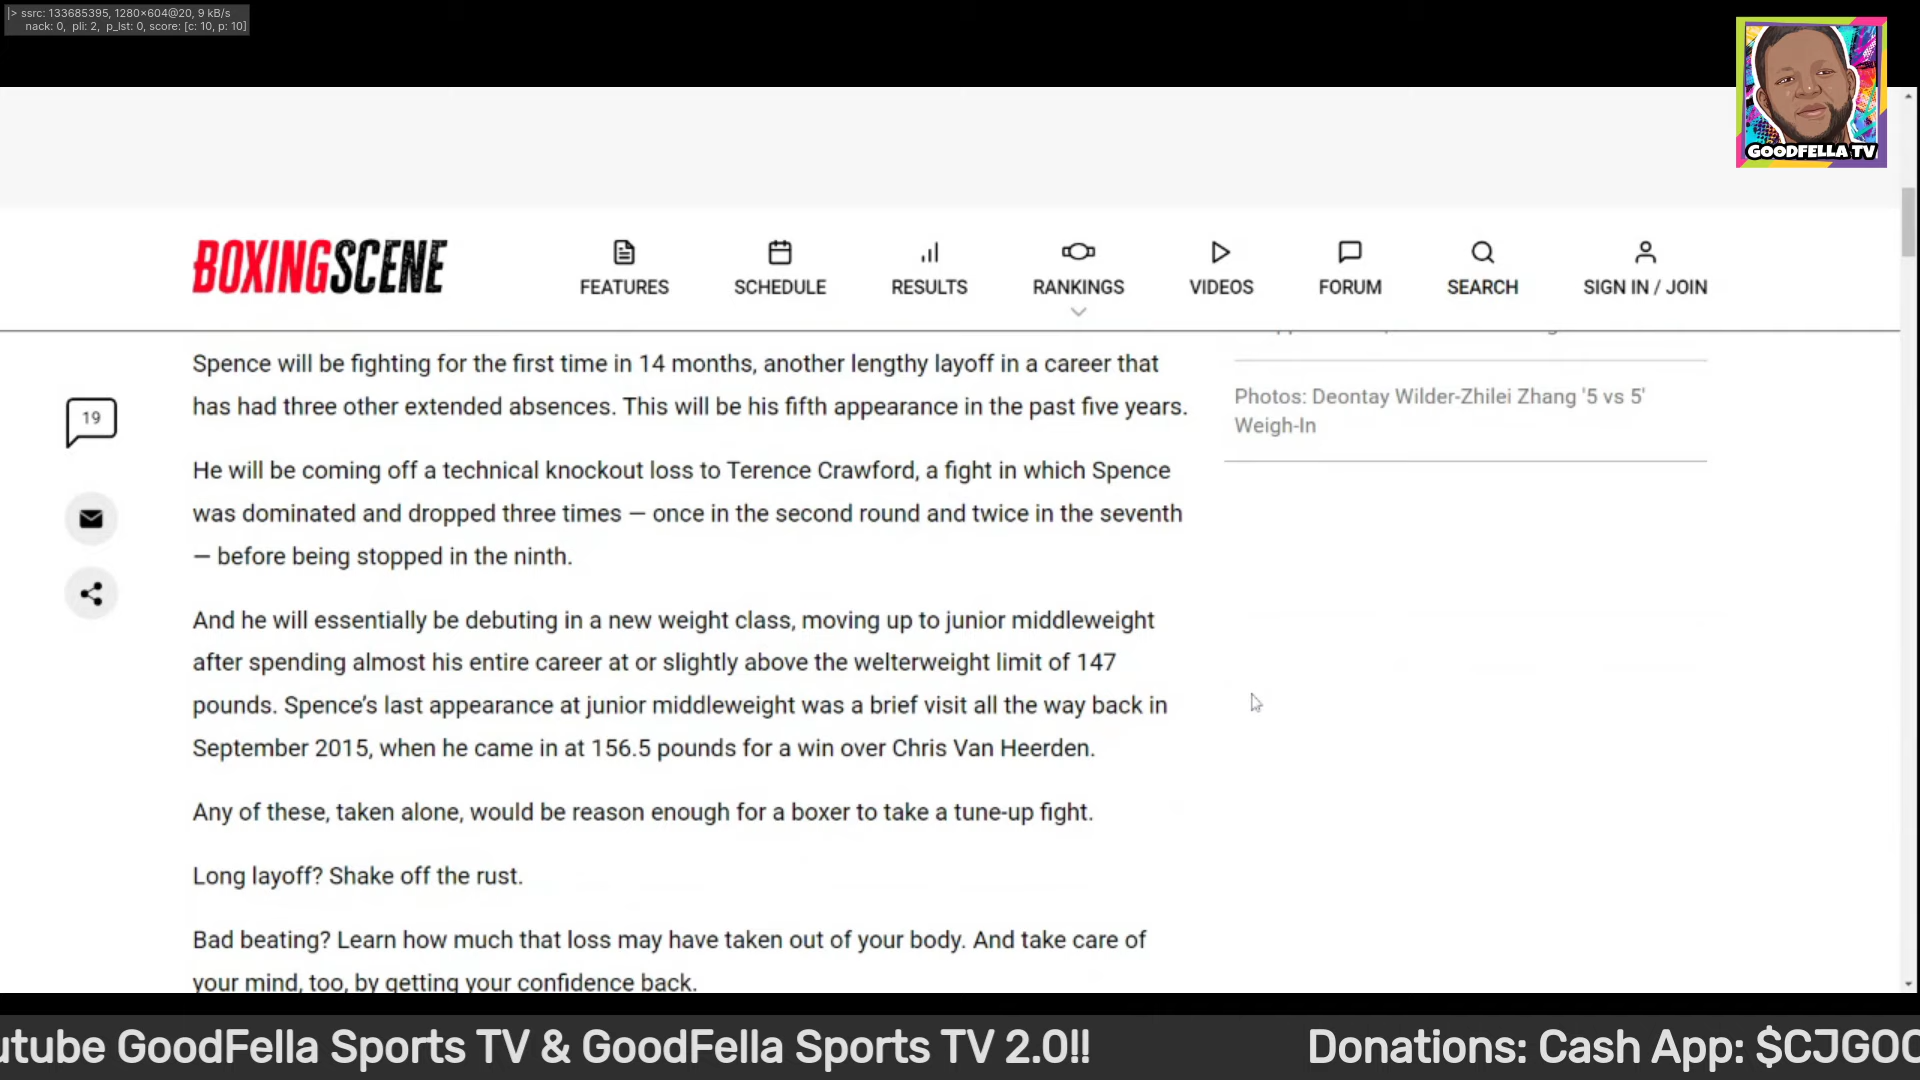 |> ssrc: 133685395, 1280×604@20, 9 kB/s
nack: 0, pli: 2, p_lst: 0, score: [c: 10, p: 10]
GOODFELLA TV
BOXINGSCENE
FEATURES
SCHEDULE
RESULTS
RANKINGS
VIDEOS
FORUM
SEARCH
SIGN IN / JOIN
19
Spence will be fighting for the first time in 14 months, another lengthy layoff in a career that
has had three other extended absences. This will be his fifth appearance in the past five years.
He will be coming off a technical knockout loss to Terence Crawford, a fight in which Spence
was dominated and dropped three times — once in the second round and twice in the seventh
— before being stopped in the ninth.
And he will essentially be debuting in a new weight class, moving up to junior middleweight
after spending almost his entire career at or slightly above the welterweight limit of 147
pounds. Spence’s last appearance at junior middleweight was a brief visit all the way back in
September 2015, when he came in at 156.5 pounds for a win over Chris Van Heerden.
Any of these, taken alone, would be reason enough for a boxer to take a tune-up fight.
Long layoff? Shake off the rust.
Bad beating? Learn how much that loss may have taken out of your body. And take care of
your mind, too, by getting your confidence back.
Photos: Deontay Wilder-Zhilei Zhang '5 vs 5'
Weigh-In
utube GoodFella Sports TV & GoodFella Sports TV 2.0!!
Donations: Cash App: $CJGOO